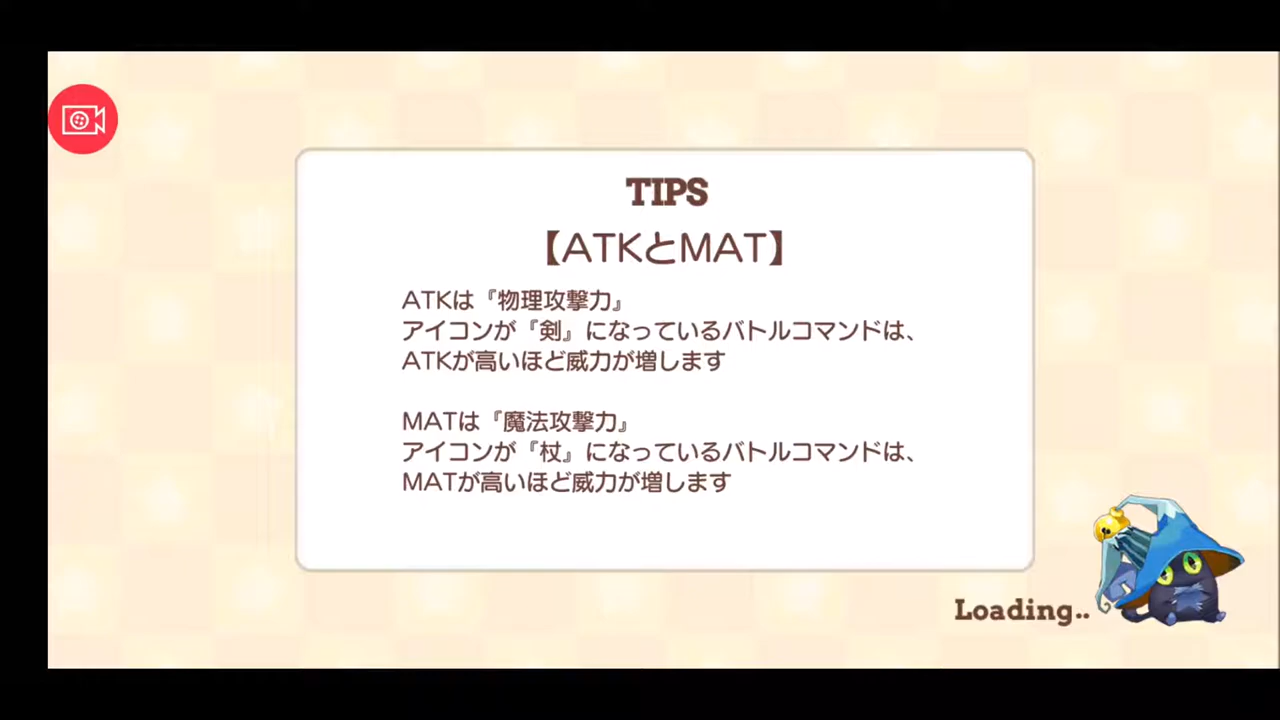 TIPS
【ATKとMAT】
ATKは『物理攻撃力』
アイコンが『剣』になっているバトルコマンドは、
ATKが高いほど威力が増します
MATは『魔法攻撃力』
アイコンが『杖』になっているバトルコマンドは、
MATが高いほど威力が増します
Loading..